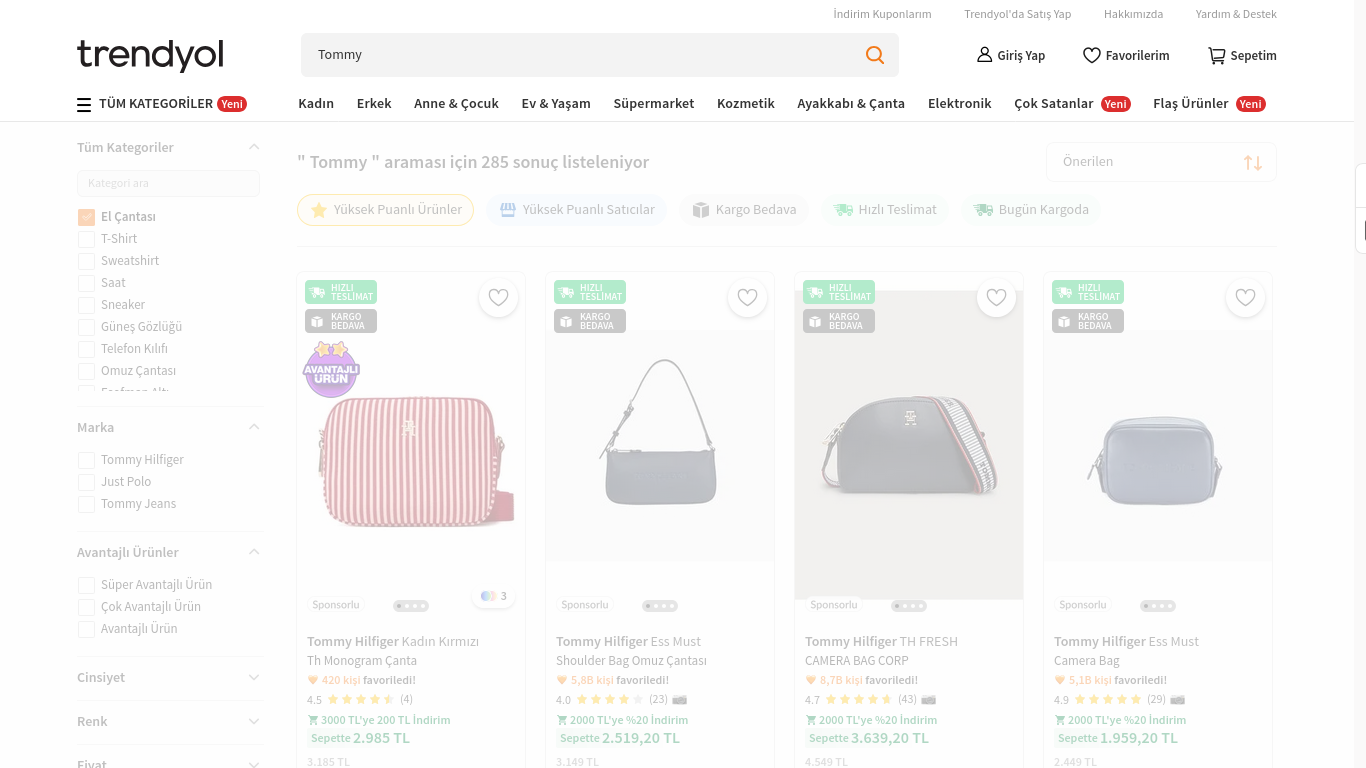 İndirim Kuponlarım Trendyol'da Satış Yap Hakkımızda Yardım & Destek
trendyol Tommy Giriş Yap Favorilerim Sepetim
TÜM KATEGORİLER Yeni Kadın Erkek Anne & Çocuk Ev & Yaşam Süpermarket Kozmetik Ayakkabı & Çanta Elektronik Çok Satanlar Yeni Flaş Ürünler Yeni
Tüm Kategoriler
Kategori ara
El Çantası
T-Shirt
Sweatshirt
Saat
Sneaker
Güneş Gözlüğü
Telefon Kılıfı
Omuz Çantası
Marka
Tommy Hilfiger
Just Polo
Tommy Jeans
Avantajlı Ürünler
Süper Avantajlı Ürün
Çok Avantajlı Ürün
Avantajlı Ürün
Cinsiyet
Renk
Fiyat
" Tommy " araması için 285 sonuç listeleniyor
Önerilen
Yüksek Puanlı Ürünler Yüksek Puanlı Satıcılar Kargo Bedava Hızlı Teslimat Bugün Kargoda
HIZLI
TESLİMAT
KARGO
BEDAVA
AVANTAJLI
ÜRÜN
Sponsorlu
3
Tommy Hilfiger Kadın Kırmızı
Th Monogram Çanta
420 kişi favoriledi!
4.5 (4)
3000 TL'ye 200 TL İndirim
Sepette 2.985 TL
3.185 TL
HIZLI
TESLİMAT
KARGO
BEDAVA
Sponsorlu
Tommy Hilfiger Ess Must
Shoulder Bag Omuz Çantası
5,8B kişi favoriledi!
4.0 (23)
2000 TL'ye %20 İndirim
Sepette 2.519,20 TL
3.149 TL
HIZLI
TESLİMAT
KARGO
BEDAVA
Sponsorlu
Tommy Hilfiger TH FRESH
CAMERA BAG CORP
8,7B kişi favoriledi!
4.7 (43)
2000 TL'ye %20 İndirim
Sepette 3.639,20 TL
4.549 TL
HIZLI
TESLİMAT
KARGO
BEDAVA
Sponsorlu
Tommy Hilfiger Ess Must
Camera Bag
5,1B kişi favoriledi!
4.9 (29)
2000 TL'ye %20 İndirim
Sepette 1.959,20 TL
2.449 TL